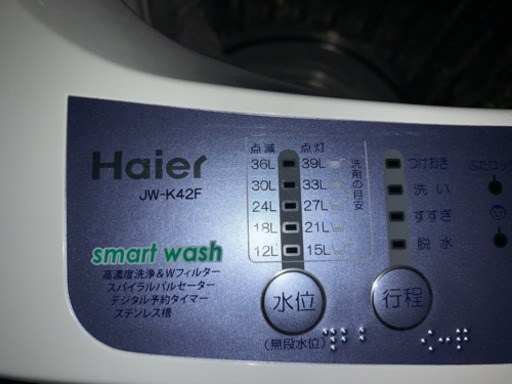 Haier
JW-K42F
smart wash
高濃度洗浄&Wフィルター
スパイラルパルセーター
デジタル予約タイマー
ステンレス槽
点滅 点灯
36L 39L
30L 33L
24L 27L
18L 21L
12L 15L
洗剤の目安
水位
(無段水位)
つけおき
洗い
すすぎ
脱水
行程